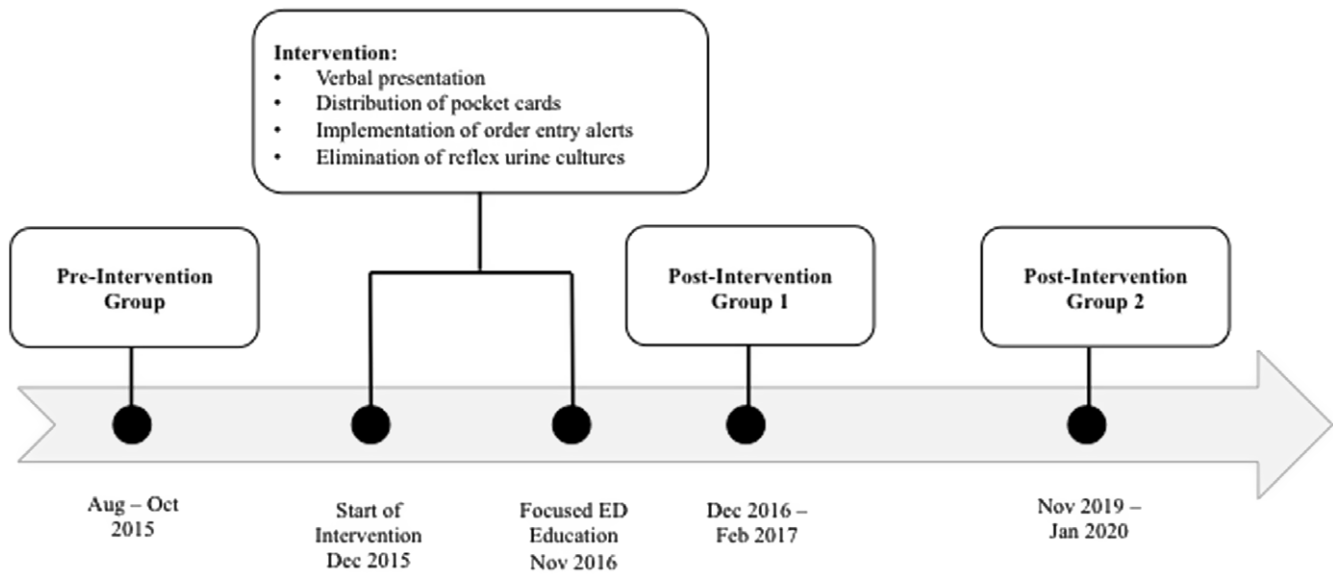 Intervention:
• Verbal presentation
• Distribution of pocket cards
• Implementation of order entry alerts
• Elimination of reflex urine cultures
Pre-Intervention
Group
Post-Intervention
Group 1
Post-Intervention
Group 2
Aug – Oct
2015
Start of
Intervention
Dec 2015
Focused ED
Education
Nov 2016
Dec 2016 –
Feb 2017
Nov 2019 –
Jan 2020